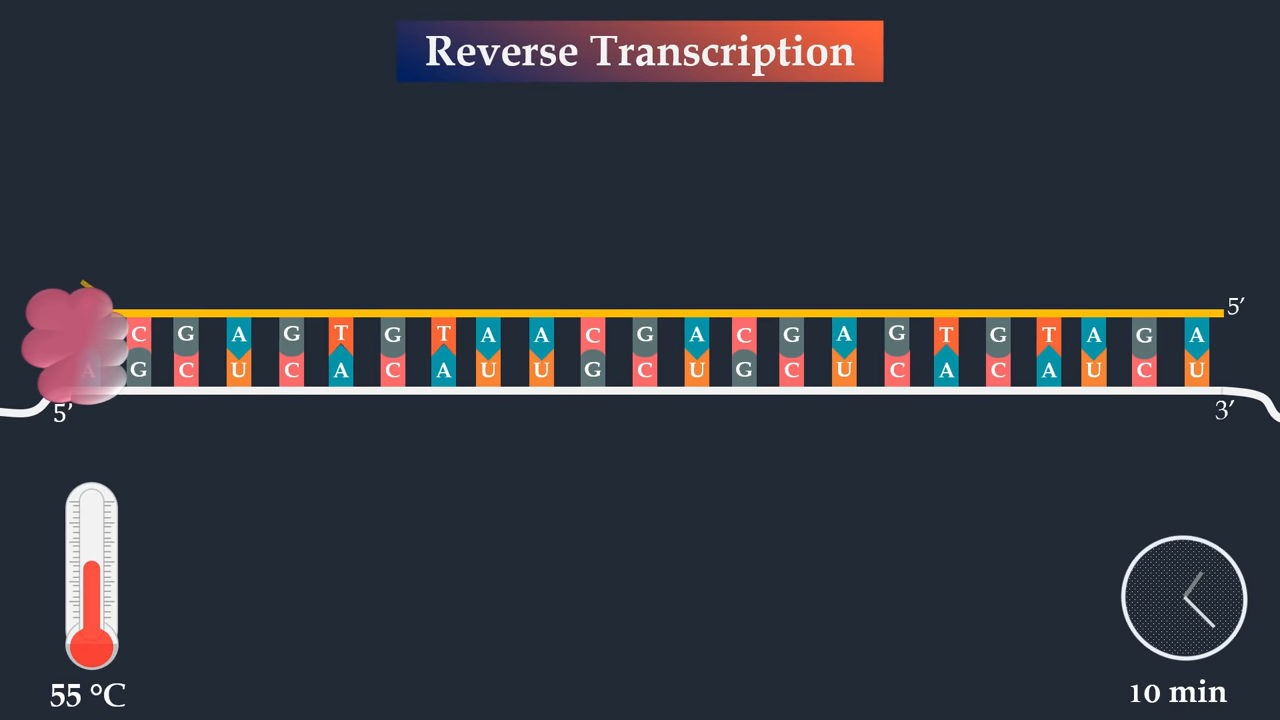 Reverse Transcription
5′
C G A G T G T A A C G A C G A G T G T A G A
A G C U C A C A U U G C U G C U C A C A U C U
5′
3′
55 °C
10 min